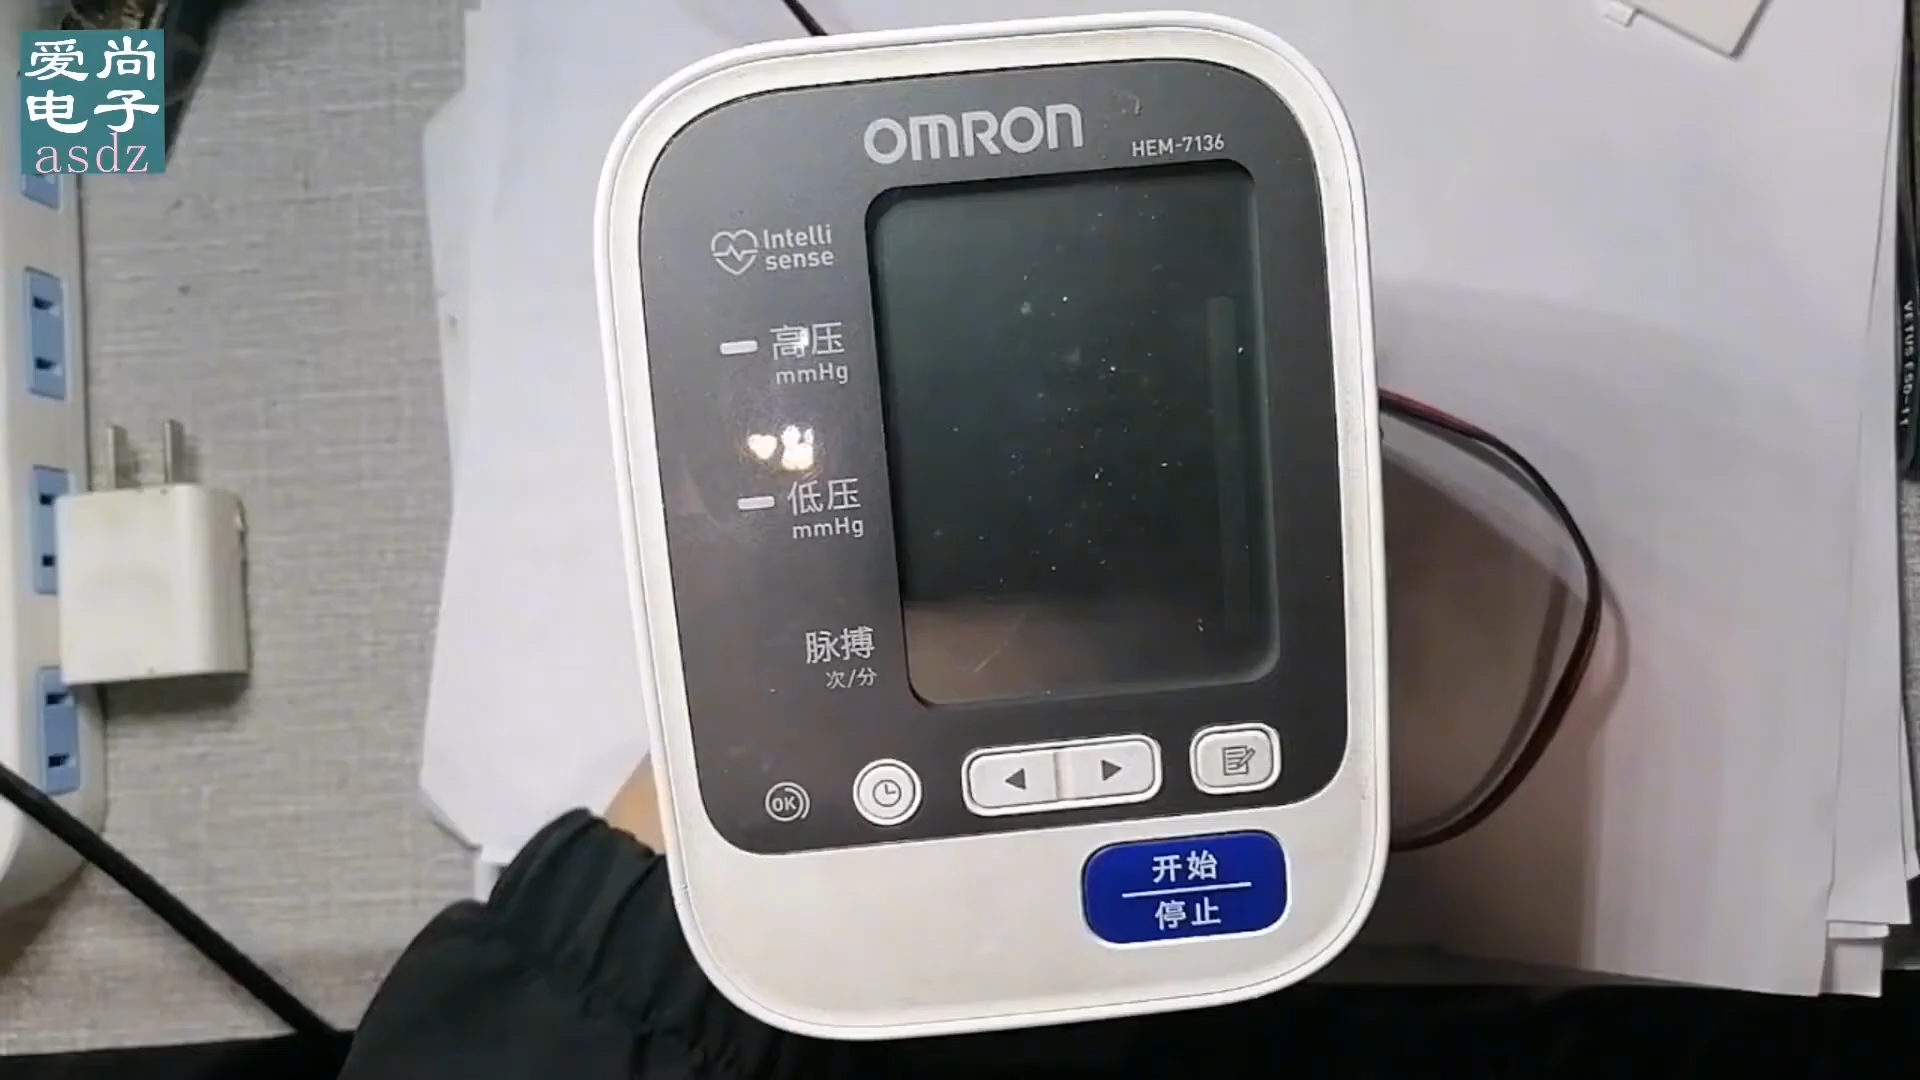 爱尚
电子
asdz
OMRON
HEM-7136
Intelli
sense
高压
mmHg
低压
mmHg
脉搏
次/分
OK
开始
停止